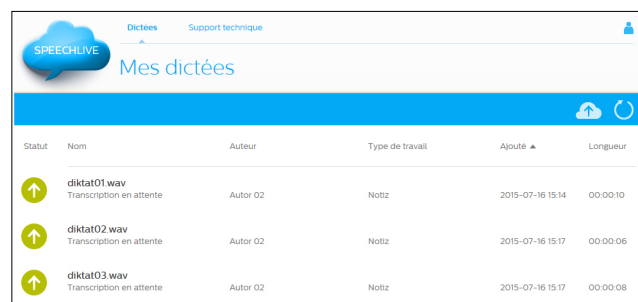 Dictées Support technique
SPEECHLIVE
Mes dictées
Statut Nom Auteur Type de travail Ajouté ▲ Longueur
diktat01.wav
Transcription en attente Autor 02 Notiz 2015-07-16 15:14 00:00:10
diktat02.wav
Transcription en attente Autor 02 Notiz 2015-07-16 15:17 00:00:06
diktat03.wav
Transcription en attente Autor 02 Notiz 2015-07-16 15:17 00:00:08